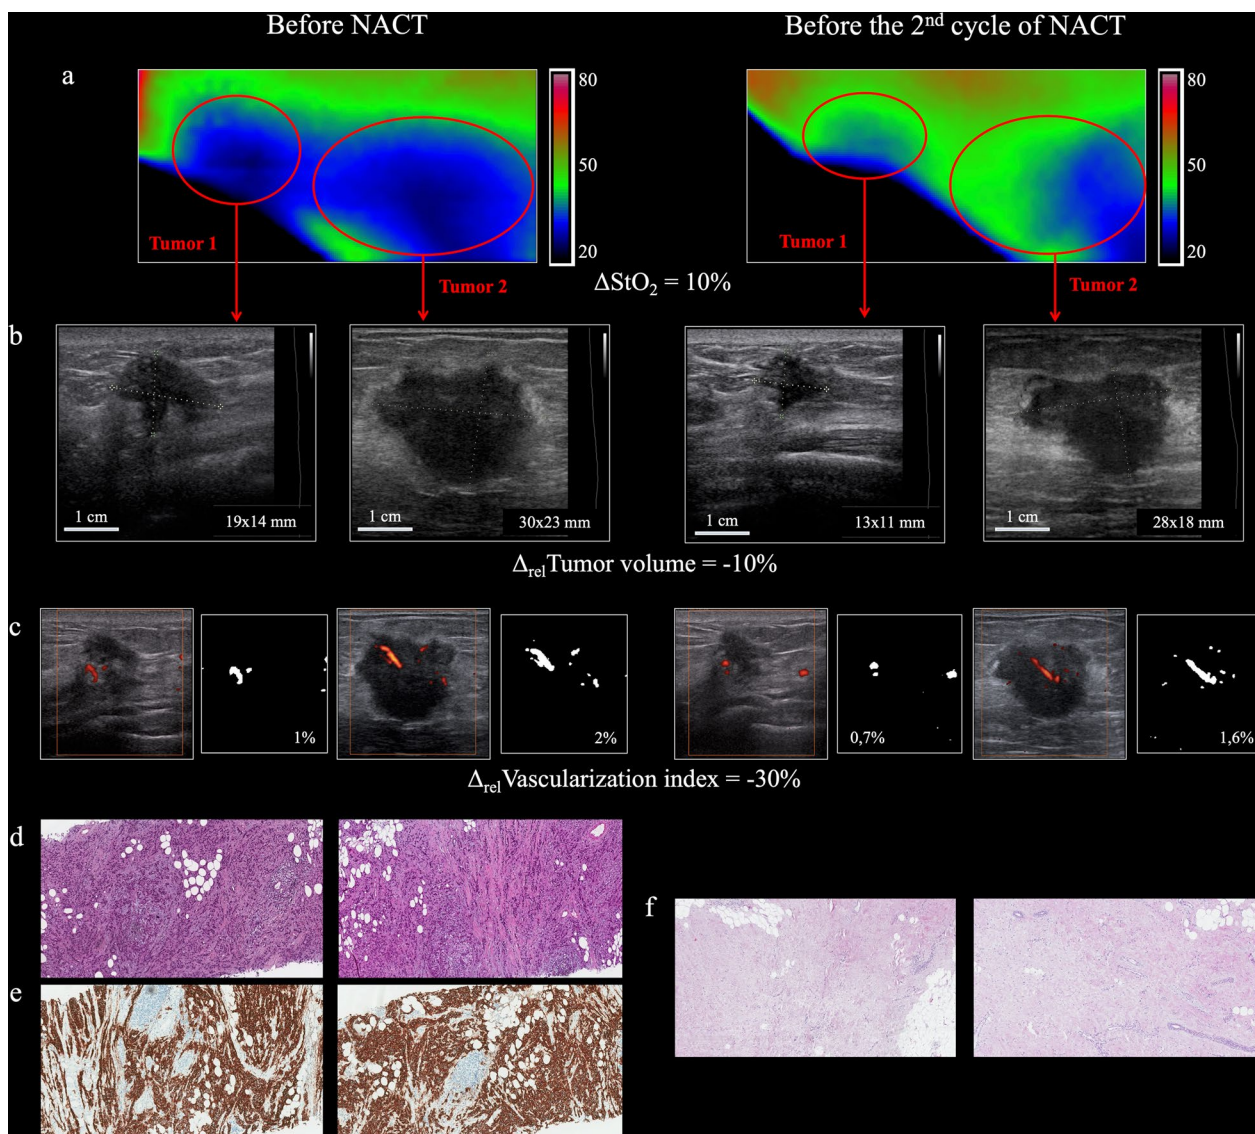 Before NACT
Before the 2nd cycle of NACT
a
80
50
20
Tumor 1
Tumor 2
80
50
20
Tumor 1
Tumor 2
ΔStO₂ = 10%
b
1 cm
19x14 mm
1 cm
30x23 mm
1 cm
13x11 mm
1 cm
28x18 mm
ΔrelTumor volume = -10%
c
1%
2%
0,7%
1,6%
ΔrelVascularization index = -30%
d
f
e